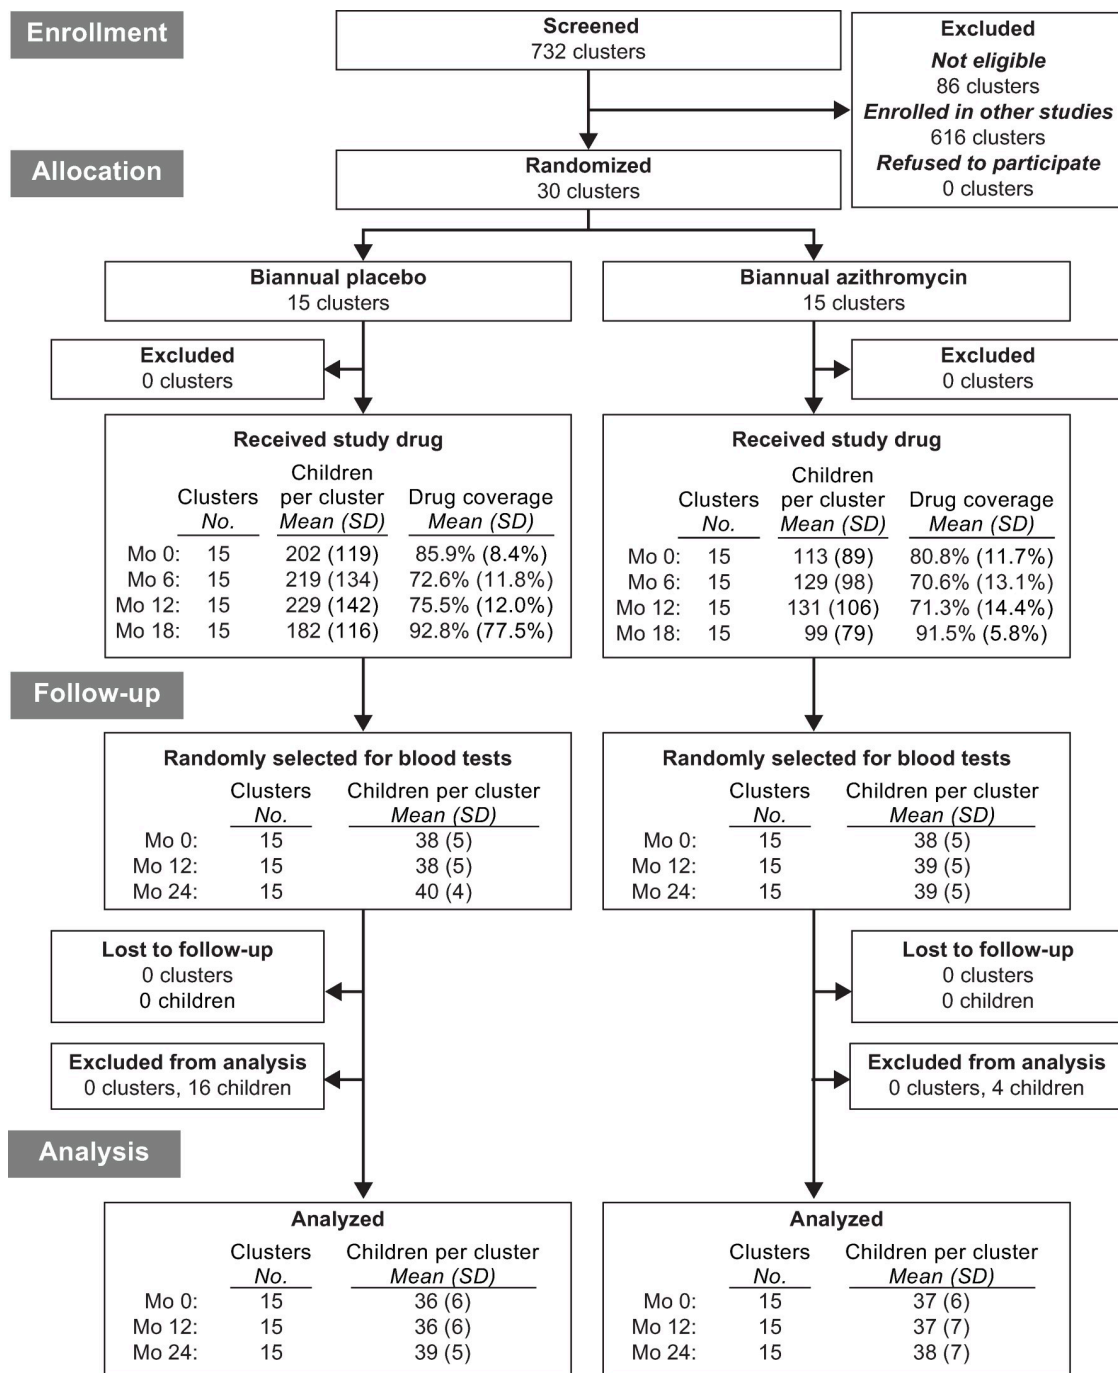 Enrollment
Screened
732 clusters
Excluded
Not eligible
86 clusters
Enrolled in other studies
616 clusters
Refused to participate
0 clusters
Allocation
Randomized
30 clusters
Biannual placebo
15 clusters
Biannual azithromycin
15 clusters
Excluded
0 clusters
Excluded
0 clusters
Received study drug
Children
Clusters per cluster Drug coverage
No. Mean (SD) Mean (SD)
Mo 0: 15 202 (119) 85.9% (8.4%)
Mo 6: 15 219 (134) 72.6% (11.8%)
Mo 12: 15 229 (142) 75.5% (12.0%)
Mo 18: 15 182 (116) 92.8% (77.5%)
Received study drug
Children
Clusters per cluster Drug coverage
No. Mean (SD) Mean (SD)
Mo 0: 15 113 (89) 80.8% (11.7%)
Mo 6: 15 129 (98) 70.6% (13.1%)
Mo 12: 15 131 (106) 71.3% (14.4%)
Mo 18: 15 99 (79) 91.5% (5.8%)
Follow-up
Randomly selected for blood tests
Clusters Children per cluster
No. Mean (SD)
Mo 0: 15 38 (5)
Mo 12: 15 38 (5)
Mo 24: 15 40 (4)
Randomly selected for blood tests
Clusters Children per cluster
No. Mean (SD)
Mo 0: 15 38 (5)
Mo 12: 15 39 (5)
Mo 24: 15 39 (5)
Lost to follow-up
0 clusters
0 children
Lost to follow-up
0 clusters
0 children
Excluded from analysis
0 clusters, 16 children
Excluded from analysis
0 clusters, 4 children
Analysis
Analyzed
Clusters Children per cluster
No. Mean (SD)
Mo 0: 15 36 (6)
Mo 12: 15 36 (6)
Mo 24: 15 39 (5)
Analyzed
Clusters Children per cluster
No. Mean (SD)
Mo 0: 15 37 (6)
Mo 12: 15 37 (7)
Mo 24: 15 38 (7)